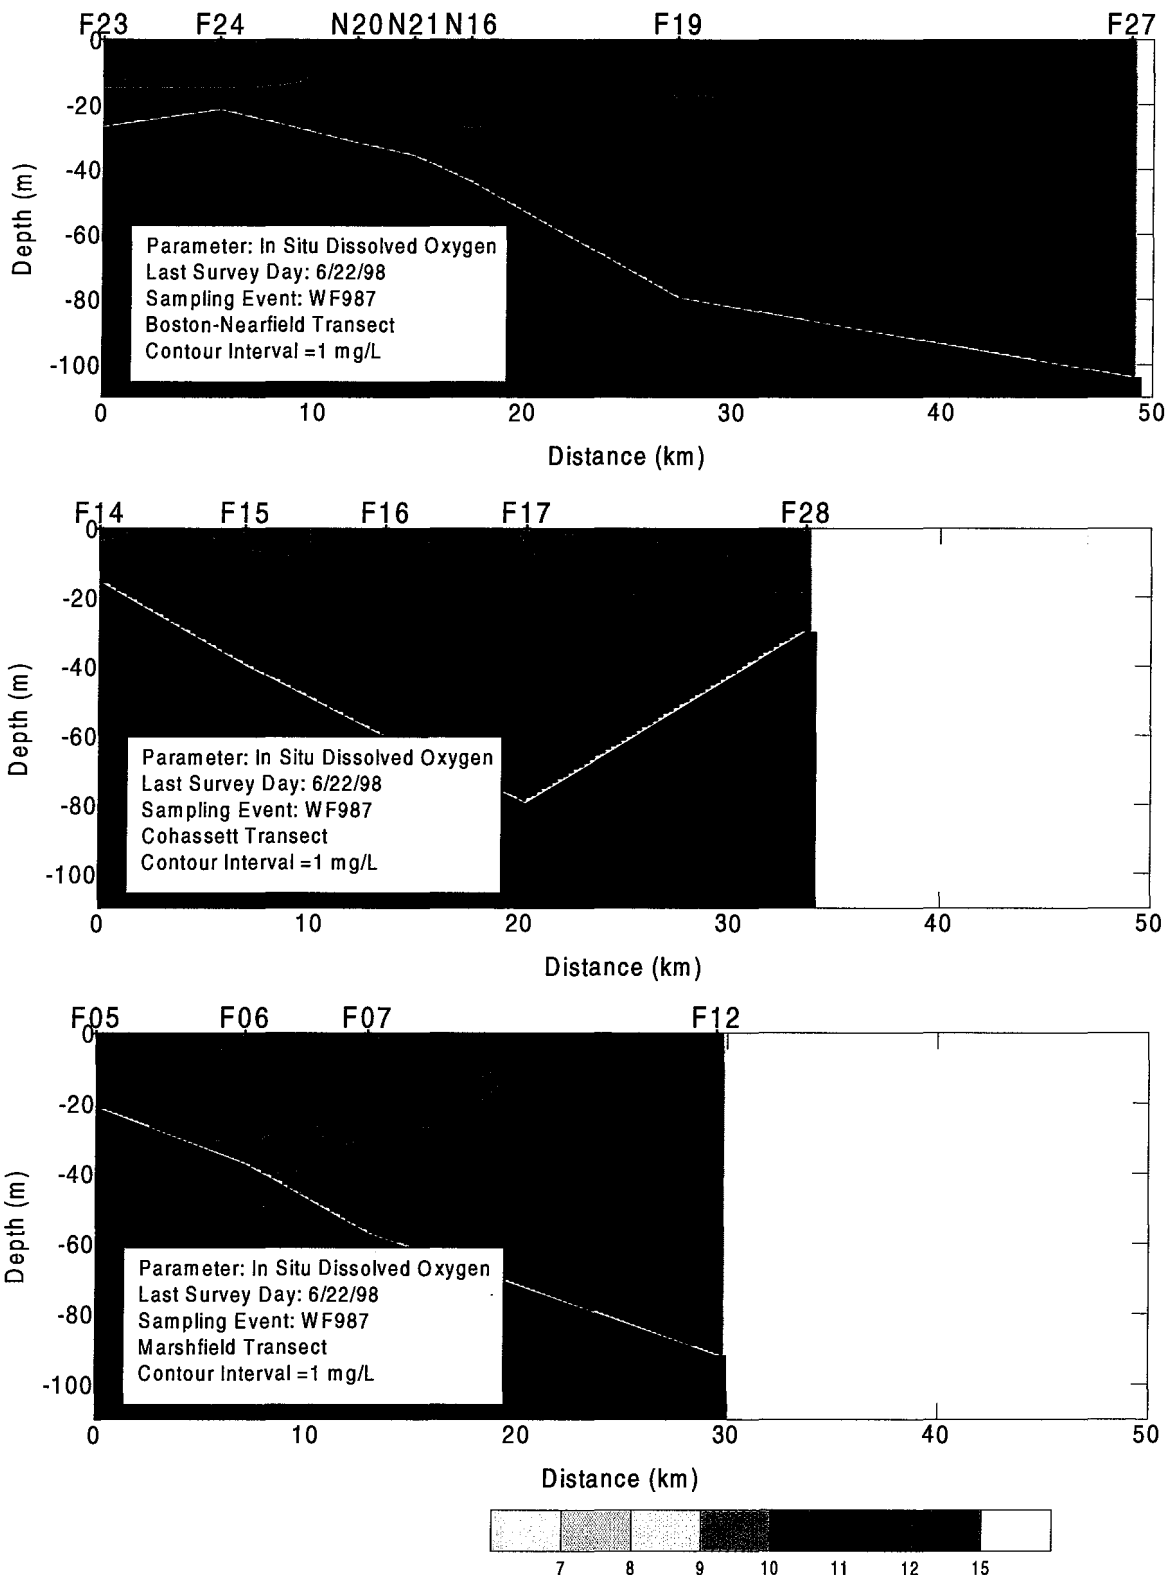 F23 F24 N20 N21 N16 F19 F27
0
-20
-40
-60
-80
-100
Depth (m)
Parameter: In Situ Dissolved Oxygen
Last Survey Day: 6/22/98
Sampling Event: WF987
Boston-Nearfield Transect
Contour Interval =1 mg/L
0 10 20 30 40 50
Distance (km)
F14 F15 F16 F17 F28
0
-20
-40
-60
-80
-100
Depth (m)
Parameter: In Situ Dissolved Oxygen
Last Survey Day: 6/22/98
Sampling Event: WF987
Cohassett Transect
Contour Interval =1 mg/L
0 10 20 30 40 50
Distance (km)
F05 F06 F07 F12
0
-20
-40
-60
-80
-100
Depth (m)
Parameter: In Situ Dissolved Oxygen
Last Survey Day: 6/22/98
Sampling Event: WF987
Marshfield Transect
Contour Interval =1 mg/L
0 10 20 30 40 50
Distance (km)
7 8 9 10 11 12 15